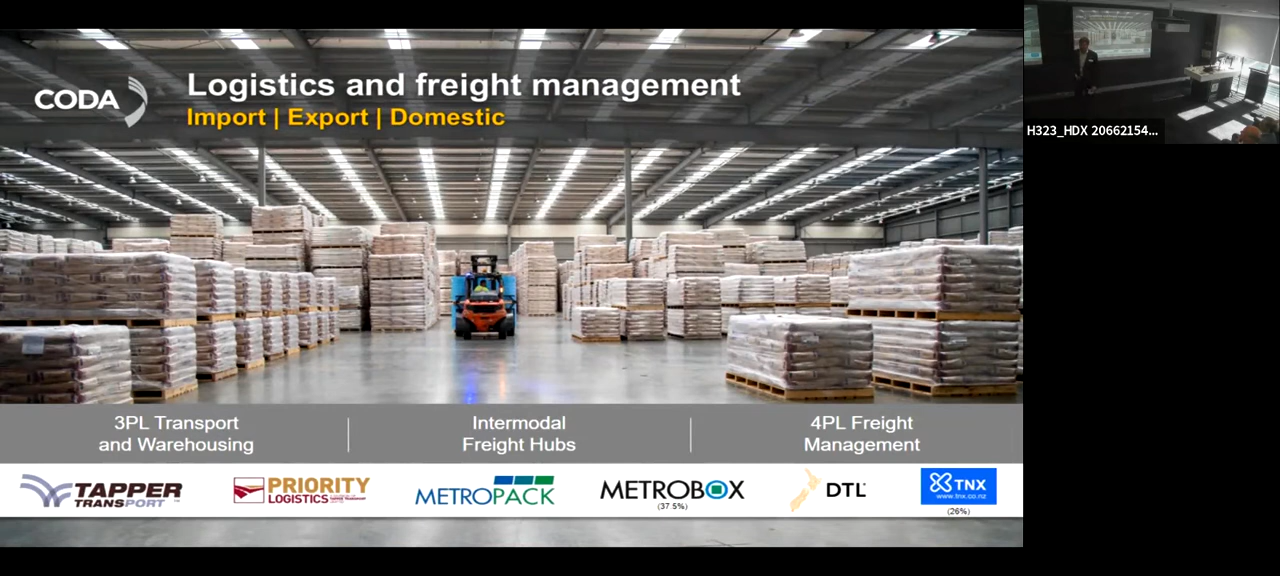 CODA
Logistics and freight management
Import | Export | Domestic
3PL Transport
and Warehousing
Intermodal
Freight Hubs
4PL Freight
Management
TAPPER
TRANSPORT
PRIORITY
LOGISTICS
METROPACK
METROBOX
(37 5%)
DTL
TNX
www.tnx.co.nz
(26%)
H323_HDX 20662154...